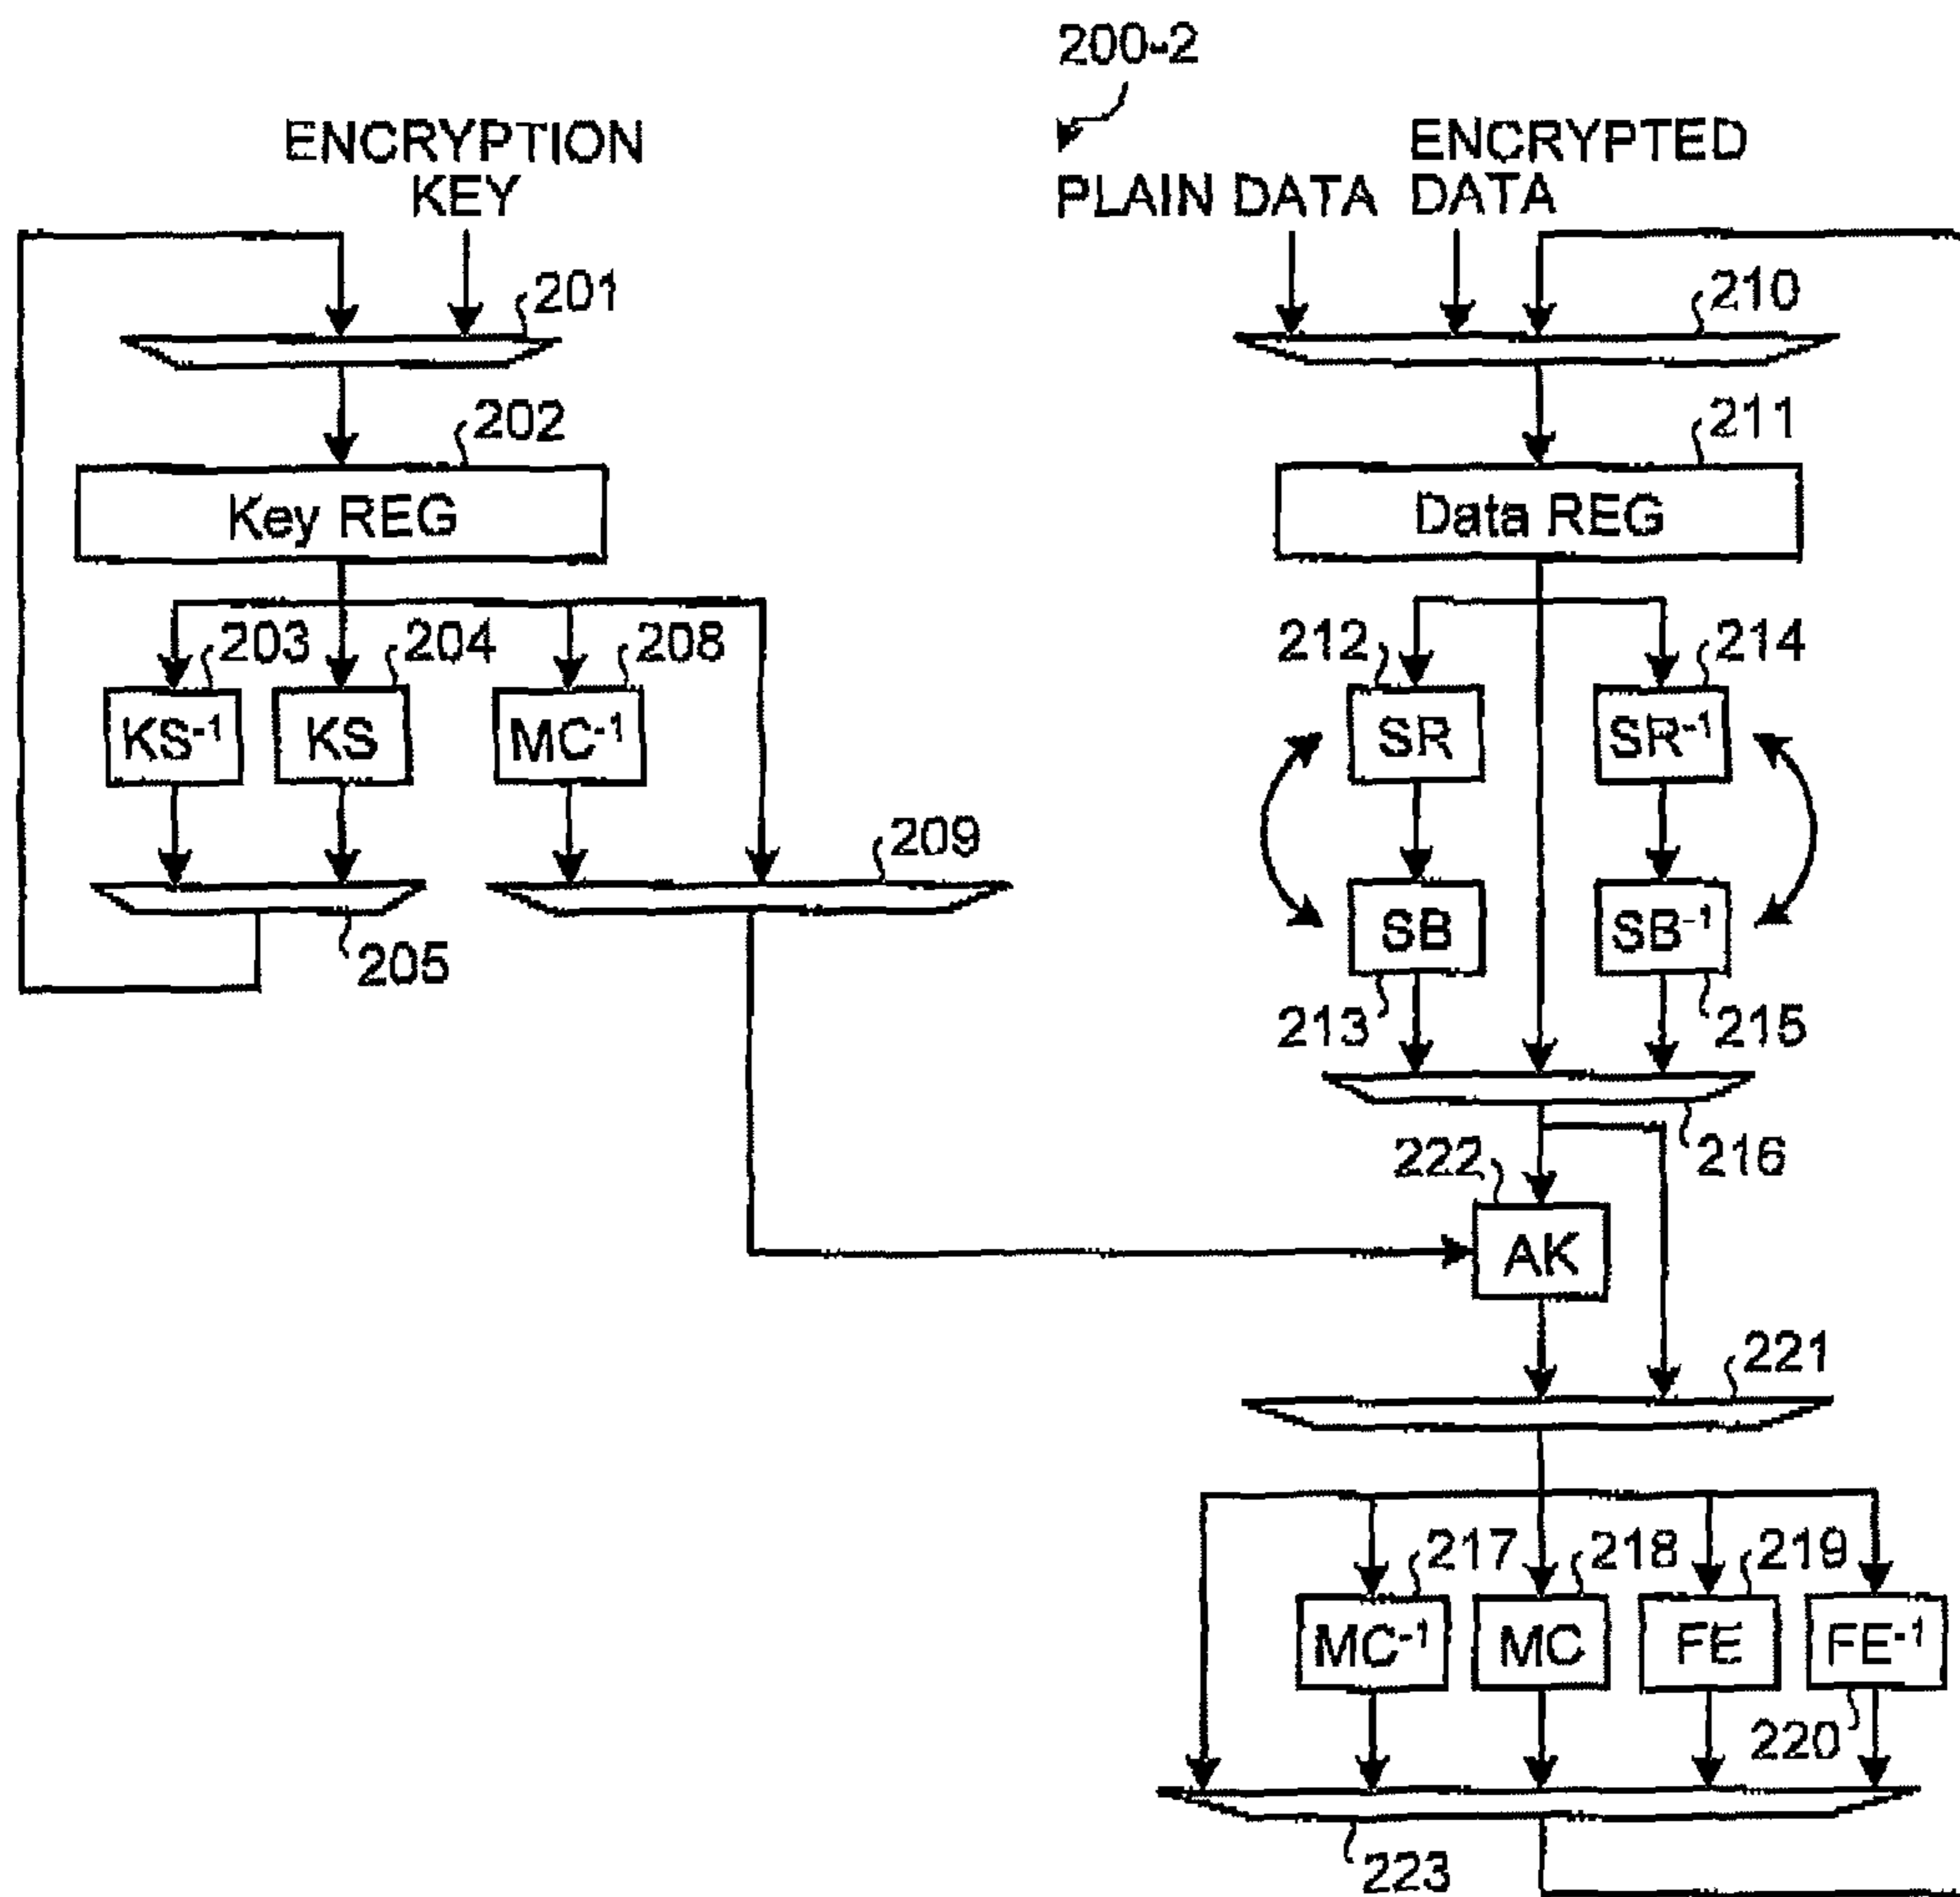 200-2
ENCRYPTION
KEY
PLAIN DATA
ENCRYPTED
DATA
201
210
202
211
Key REG
Data REG
203
204
208
212
214
KS-1
KS
MC-1
SR
SR-1
209
205
SB
SB-1
213
215
222
216
AK
221
217
218
219
MC-1
MC
FE
FE-1
220
223